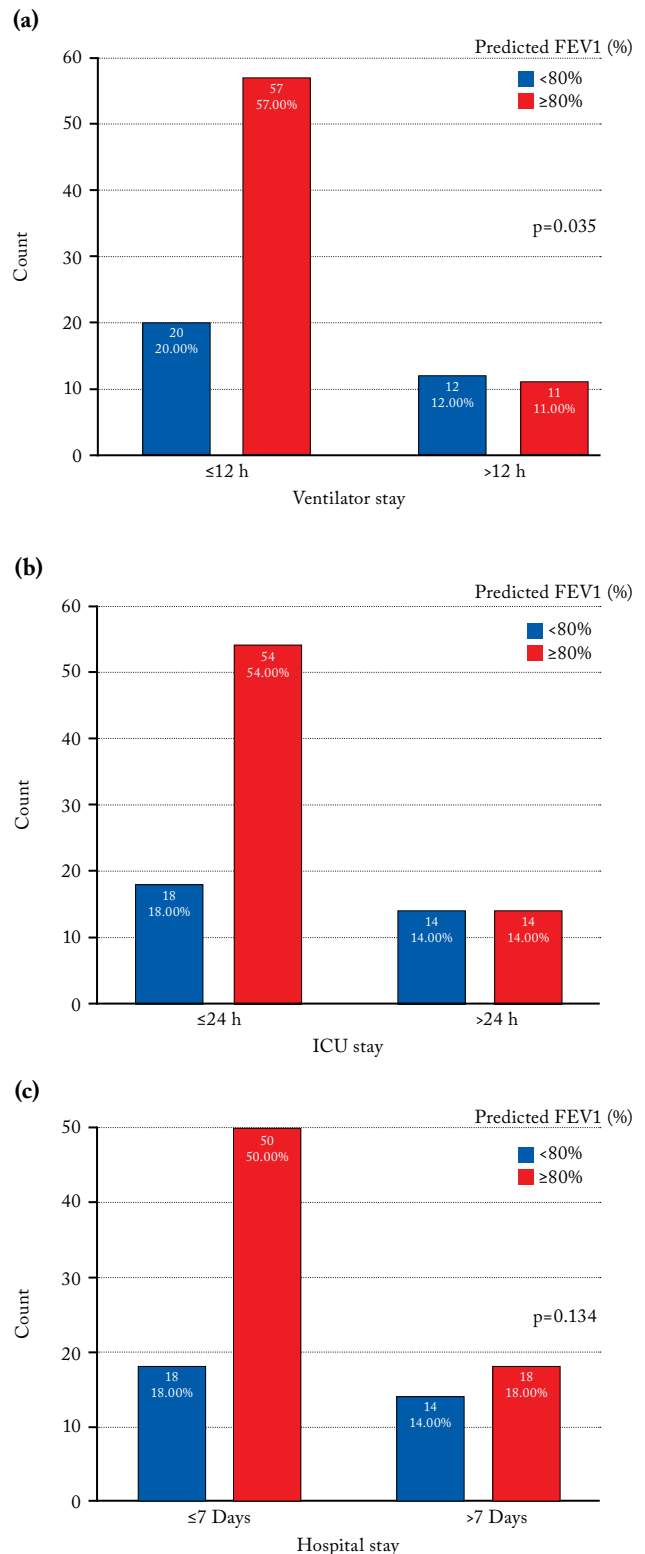 (a)
Predicted FEV1 (%)
<80%
≥80%
60
50
40
30
20
10
0
Count
57
57.00%
20
20.00%
12
12.00%
11
11.00%
p=0.035
≤12 h
>12 h
Ventilator stay
(b)
Predicted FEV1 (%)
<80%
≥80%
60
50
40
30
20
10
0
Count
54
54.00%
18
18.00%
14
14.00%
14
14.00%
≤24 h
>24 h
ICU stay
(c)
Predicted FEV1 (%)
<80%
≥80%
50
40
30
20
10
0
Count
50
50.00%
18
18.00%
14
14.00%
18
18.00%
p=0.134
≤7 Days
>7 Days
Hospital stay